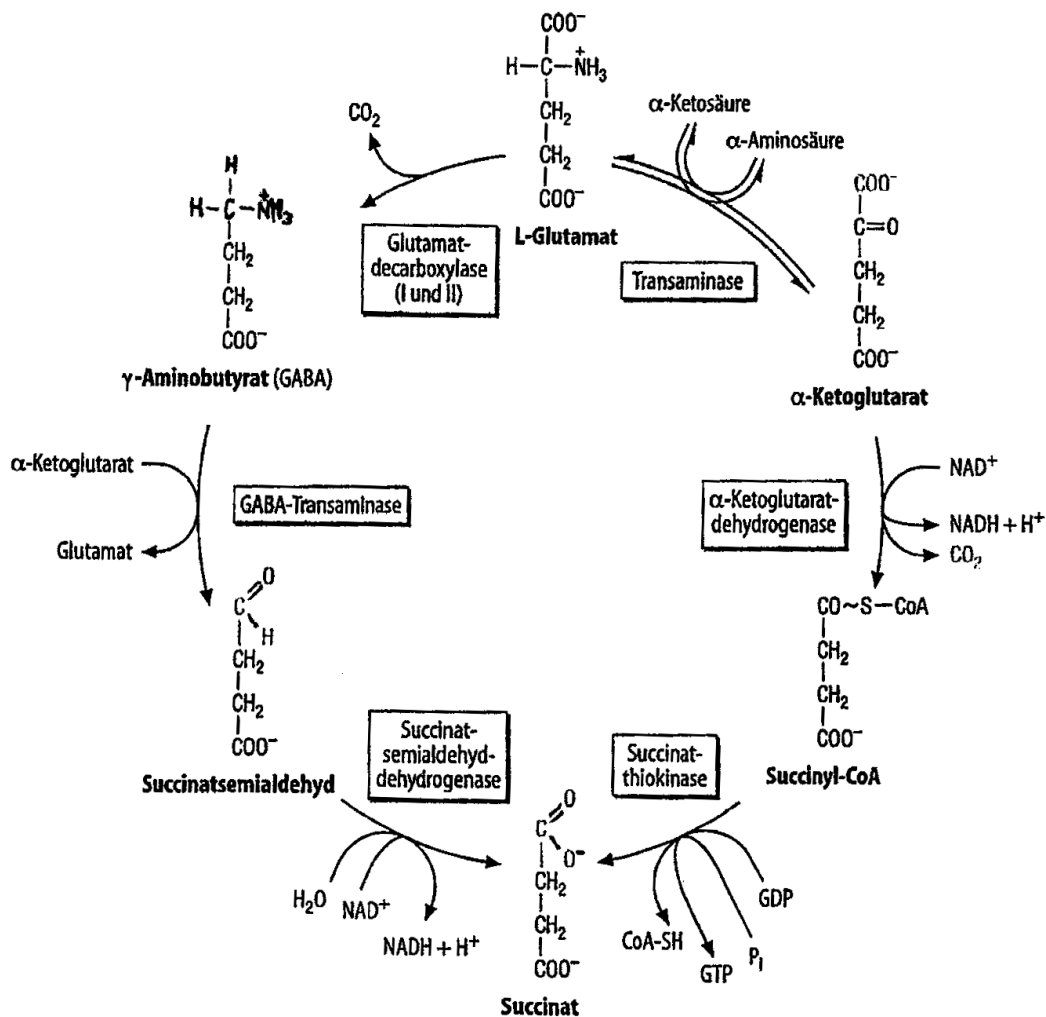 COO⁻
H—C—NH₃
+
CH₂
CH₂
COO⁻
L-Glutamat
α-Ketosäure
α-Aminosäure
Transaminase
COO⁻
C=O
CH₂
CH₂
COO⁻
α-Ketoglutarat
CO₂
Glutamat-
decarboxylase
(I und II)
H
H—C—NH₃
+
CH₂
CH₂
COO⁻
γ-Aminobutyrat (GABA)
α-Ketoglutarat
Glutamat
GABA-Transaminase
α-Ketoglutarat-
dehydrogenase
NAD⁺
NADH + H⁺
CO₂
O
C
H
CH₂
CH₂
COO⁻
Succinatsemialdehyd
CO~S—CoA
CH₂
CH₂
COO⁻
Succinyl-CoA
Succinat-
semialdehyd-
dehydrogenase
Succinat-
thiokinase
H₂O
NAD⁺
NADH + H⁺
O
C
O⁻
CH₂
CH₂
COO⁻
Succinat
CoA-SH
GTP
Pᵢ
GDP